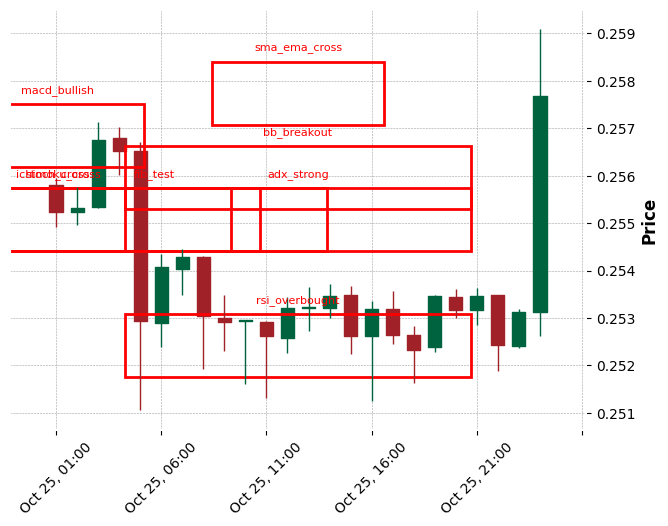 sma_ema_cross
macd_bullish
bb_breakout
_test
adx_strong
rsi_overbought
0.259
0.258
0.257
0.256
0.255
0.254
0.253
0.252
0.251
Price
Oct 25, 01:00
Oct 25, 06:00
Oct 25, 11:00
Oct 25, 16:00
Oct 25, 21:00